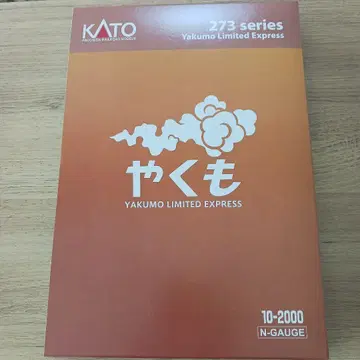 KATO
273 series
Yakumo Limited Express
やくも
YAKUMO LIMITED EXPRESS
10-2000
N-GAUGE